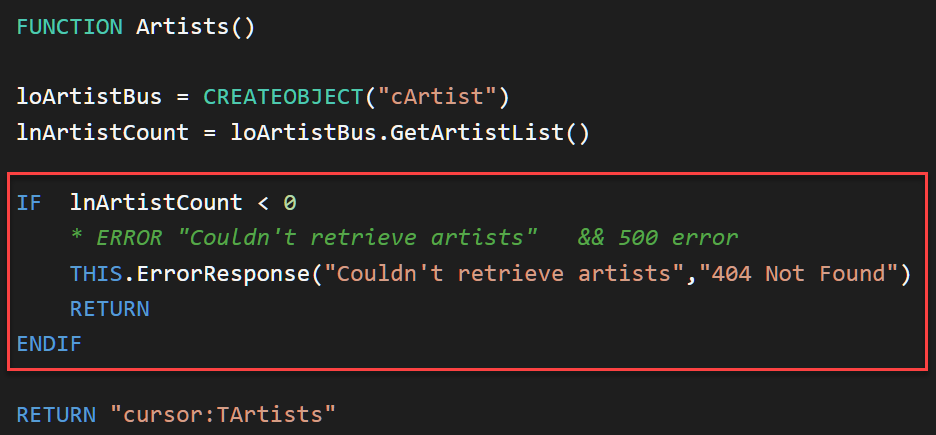 FUNCTION Artists()
loArtistBus = CREATEOBJECT("cArtist")
lnArtistCount = loArtistBus.GetArtistList()
IF  lnArtistCount < 0
    * ERROR "Couldn't retrieve artists"   && 500 error
    THIS.ErrorResponse("Couldn't retrieve artists","404 Not Found")
    RETURN
ENDIF
RETURN "cursor:TArtists"